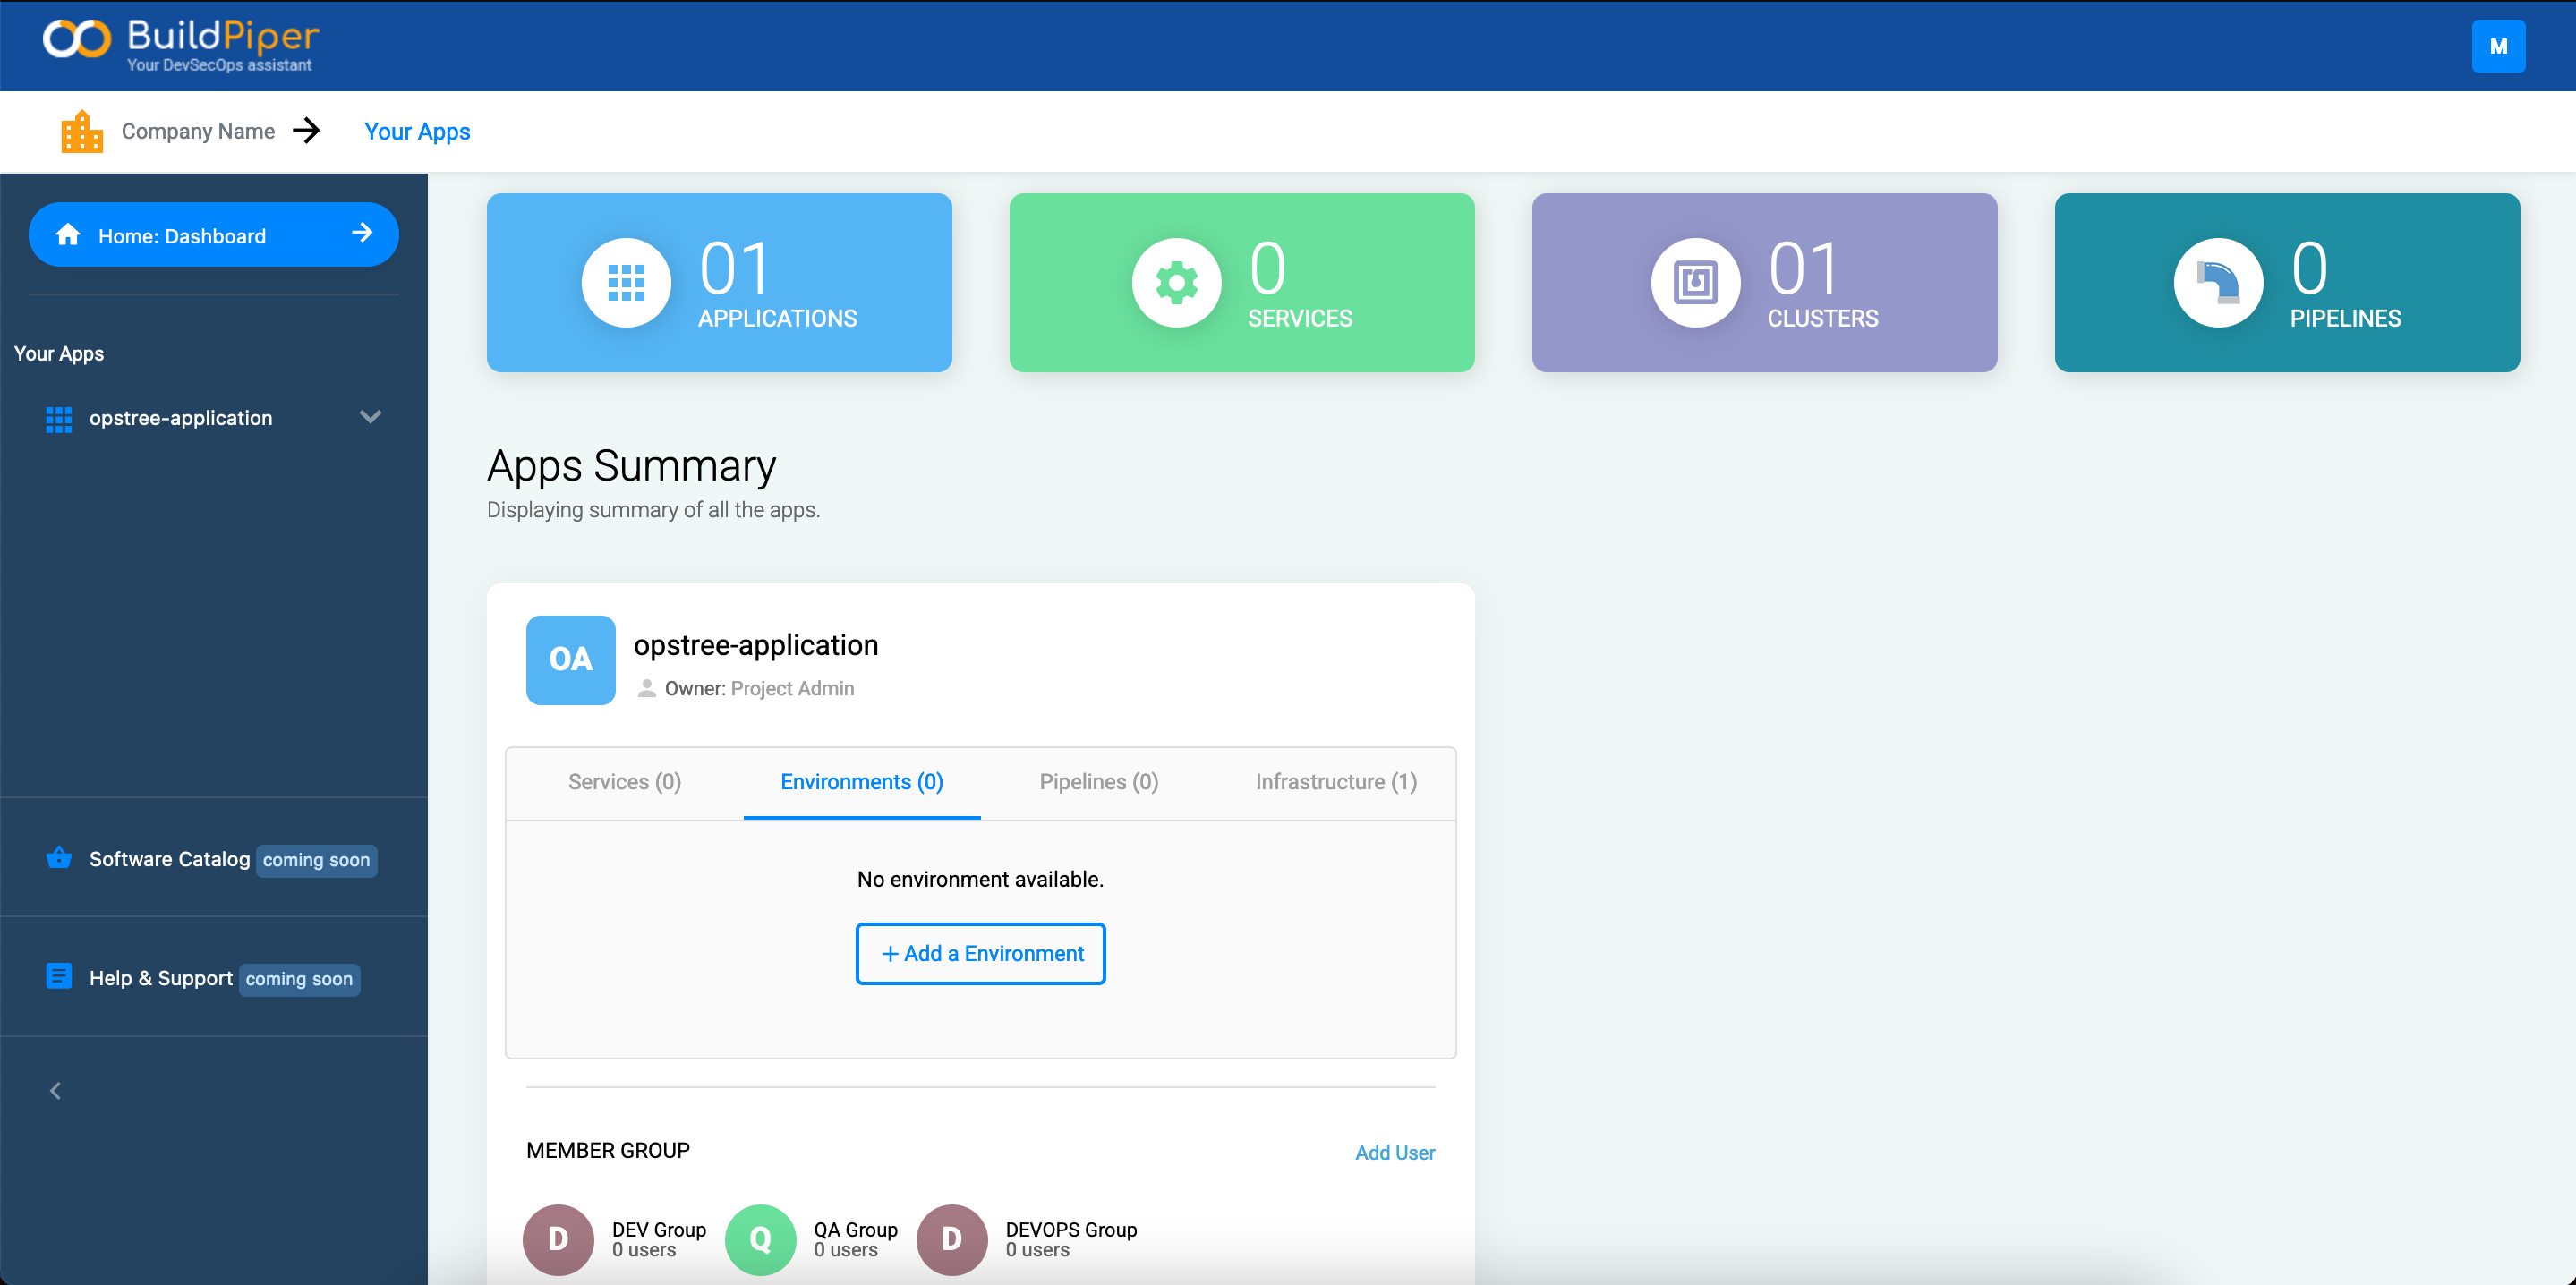 BuildPiper
Your DevSecOps assistant
M
Company Name
Your Apps
Home: Dashboard
Your Apps
opstree-application
Software Catalog coming soon
Help & Support coming soon
01
APPLICATIONS
0
SERVICES
01
CLUSTERS
0
PIPELINES
Apps Summary
Displaying summary of all the apps.
OA
opstree-application
Owner: Project Admin
Services (0)
Environments (0)
Pipelines (0)
Infrastructure (1)
No environment available.
+ Add a Environment
MEMBER GROUP
Add User
D
DEV Group
0 users
Q
QA Group
0 users
D
DEVOPS Group
0 users